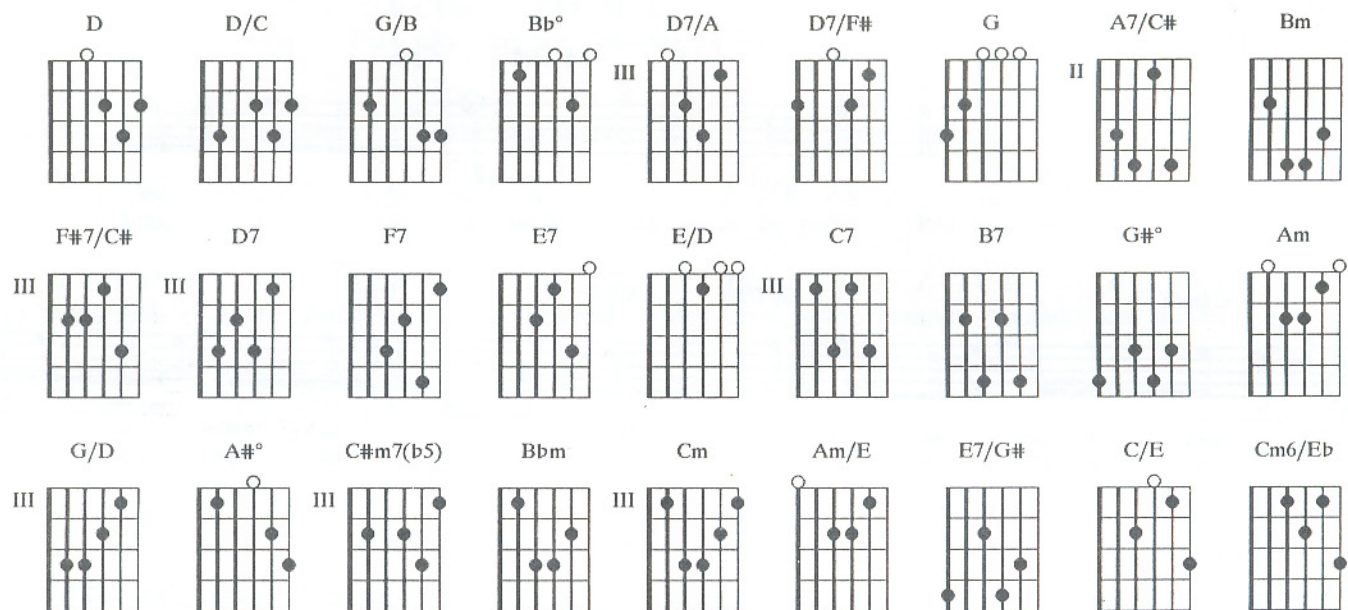 D D/C G/B Bb° D7/A D7/F# G A7/C# Bm
III II
F#7/C# D7 F7 E7 E/D C7 B7 G#° Am
III III III
G/D A#° C#m7(b5) Bbm Cm Am/E E7/G# C/E Cm6/Eb
III III III